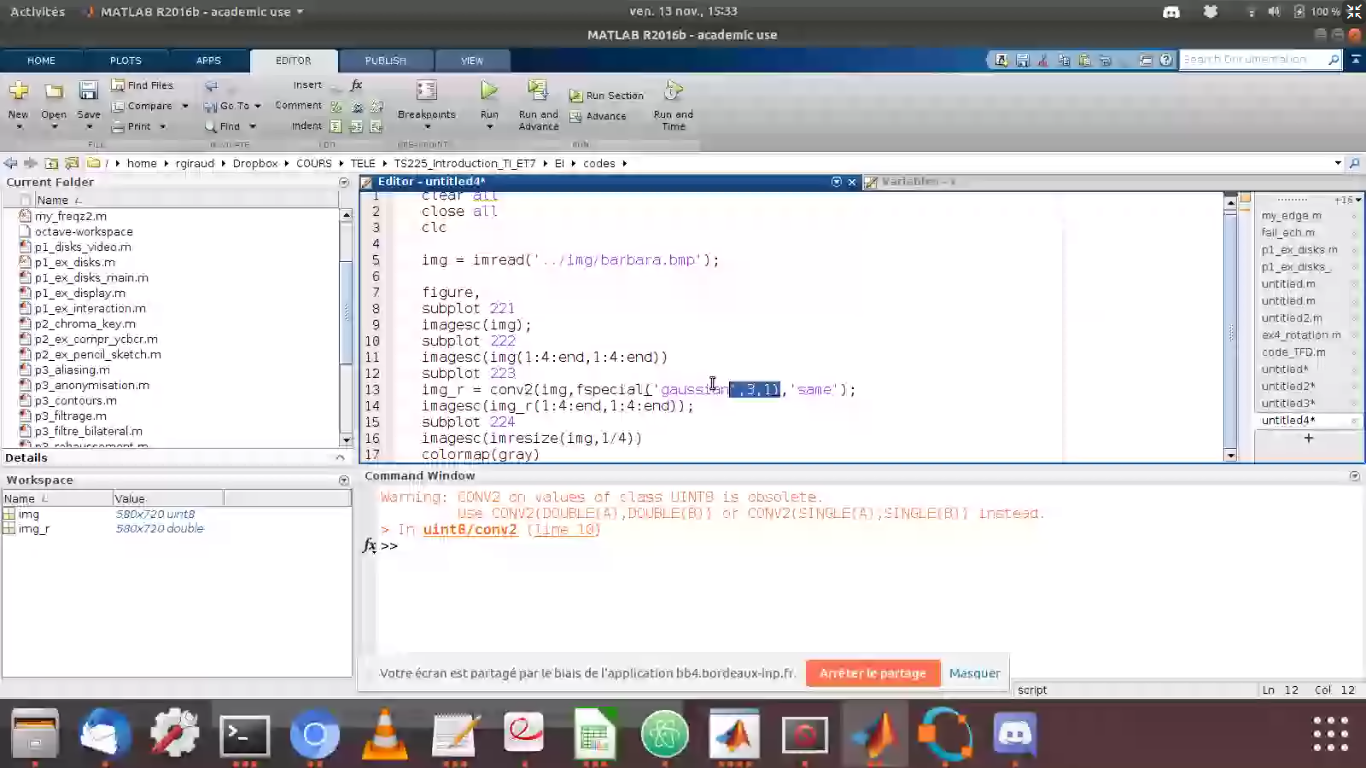 Activités MATLAB R2016b - academic use ven. 13 nov., 15:33 100 %
MATLAB R2016b - academic use
HOME PLOTS APPS EDITOR PUBLISH VIEW Search Documentation
New Open Save Find Files Compare Print Go To Find Insert Comment Indent fx Breakpoints Run Run and Advance Run Section Advance Run and Time
FILE NAVIGATE EDIT BREAKPOINTS RUN
/ home rgiraud Dropbox COURS TELE TS225_Introduction_TI_ET7 EI codes
Current Folder
Name
my_freqz2.m
octave-workspace
p1_disks_video.m
p1_ex_disks.m
p1_ex_disks_main.m
p1_ex_display.m
p1_ex_interaction.m
p2_chroma_key.m
p2_ex_compr_ycbcr.m
p2_ex_pencil_sketch.m
p3_aliasing.m
p3_anonymisation.m
p3_contours.m
p3_filtrage.m
p3_filtre_bilateral.m
p3_rehaussement.m
Details
Workspace
Name Value
img 580x720 uint8
img_r 580x720 double
Editor - untitled4* Variables - x
1 clear all
2 close all
3 clc
4
5 img = imread('../img/barbara.bmp');
6
7 figure,
8 subplot 221
9 imagesc(img);
10 subplot 222
11 imagesc(img(1:4:end,1:4:end))
12 subplot 223
13 img_r = conv2(img,fspecial('gaussian',3,1),'same');
14 imagesc(img_r(1:4:end,1:4:end));
15 subplot 224
16 imagesc(imresize(img,1/4))
17 colormap(gray)
+16
my_edge.m
fail_ech.m
p1_ex_disks.m
p1_ex_disks_
untitled.m
untitled.m
untitled2.m
ex4_rotation.m
code_TFD.m
untitled*
untitled2*
untitled3*
untitled4*
+
Command Window
Warning: CONV2 on values of class UINT8 is obsolete.
Use CONV2(DOUBLE(A),DOUBLE(B)) or CONV2(SINGLE(A),SINGLE(B)) instead.
> In uint8/conv2 (line 10)
fx >>
Votre écran est partagé par le biais de l'application bb4.bordeaux-inp.fr. Arrêter le partage Masquer
script Ln 12 Col 12